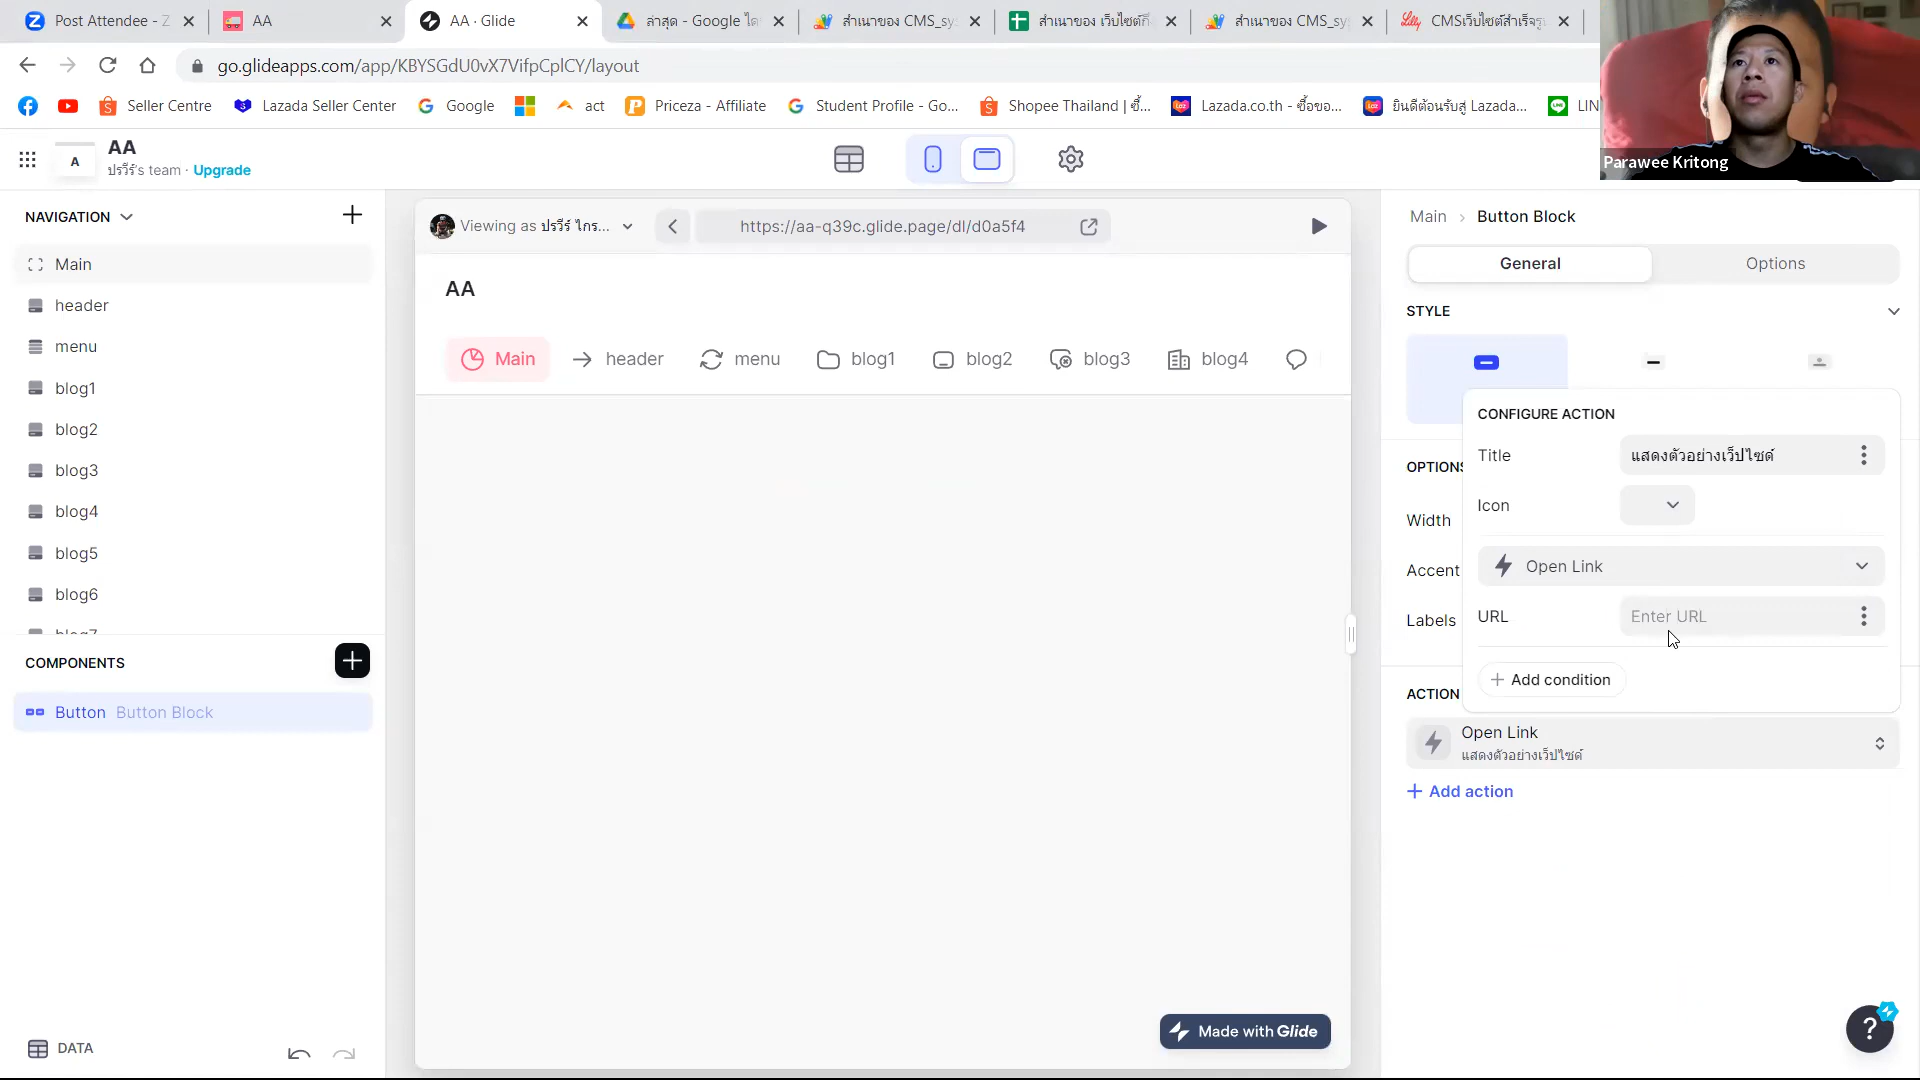 Post Attendee - Z
AA
AA · Glide
ล่าสุด - Google ได
สำเนาของ CMS_sy
สำเนาของ เว็บไซต์กึ่
สำเนาของ CMS_sy
CMSเว็บไซต์สำเร็จรู
go.glideapps.com/app/KBYSGdU0vX7VifpCplCY/layout
Seller Centre
Lazada Seller Center
Google
act
Priceza - Affiliate
Student Profile - Go...
Shopee Thailand | ซื้...
Lazada.co.th - ซื้อขอ...
ยินดีต้อนรับสู่ Lazada...
LIN
Parawee Kritong
A
AA
ปรวีร์'s team · Upgrade
NAVIGATION
Main
header
menu
blog1
blog2
blog3
blog4
blog5
blog6
blog7
COMPONENTS
Button Button Block
DATA
Viewing as ปรวีร์ ไกร...
https://aa-q39c.glide.page/dl/d0a5f4
AA
Main
header
menu
blog1
blog2
blog3
blog4
Made with Glide
Main › Button Block
General
Options
STYLE
CONFIGURE ACTION
Title
แสดงตัวอย่างเว็ปไซด์
Icon
Open Link
URL
Enter URL
Add condition
OPTIONS
Width
Accent
Labels
ACTION
Open Link
แสดงตัวอย่างเว็ปไซด์
Add action
?